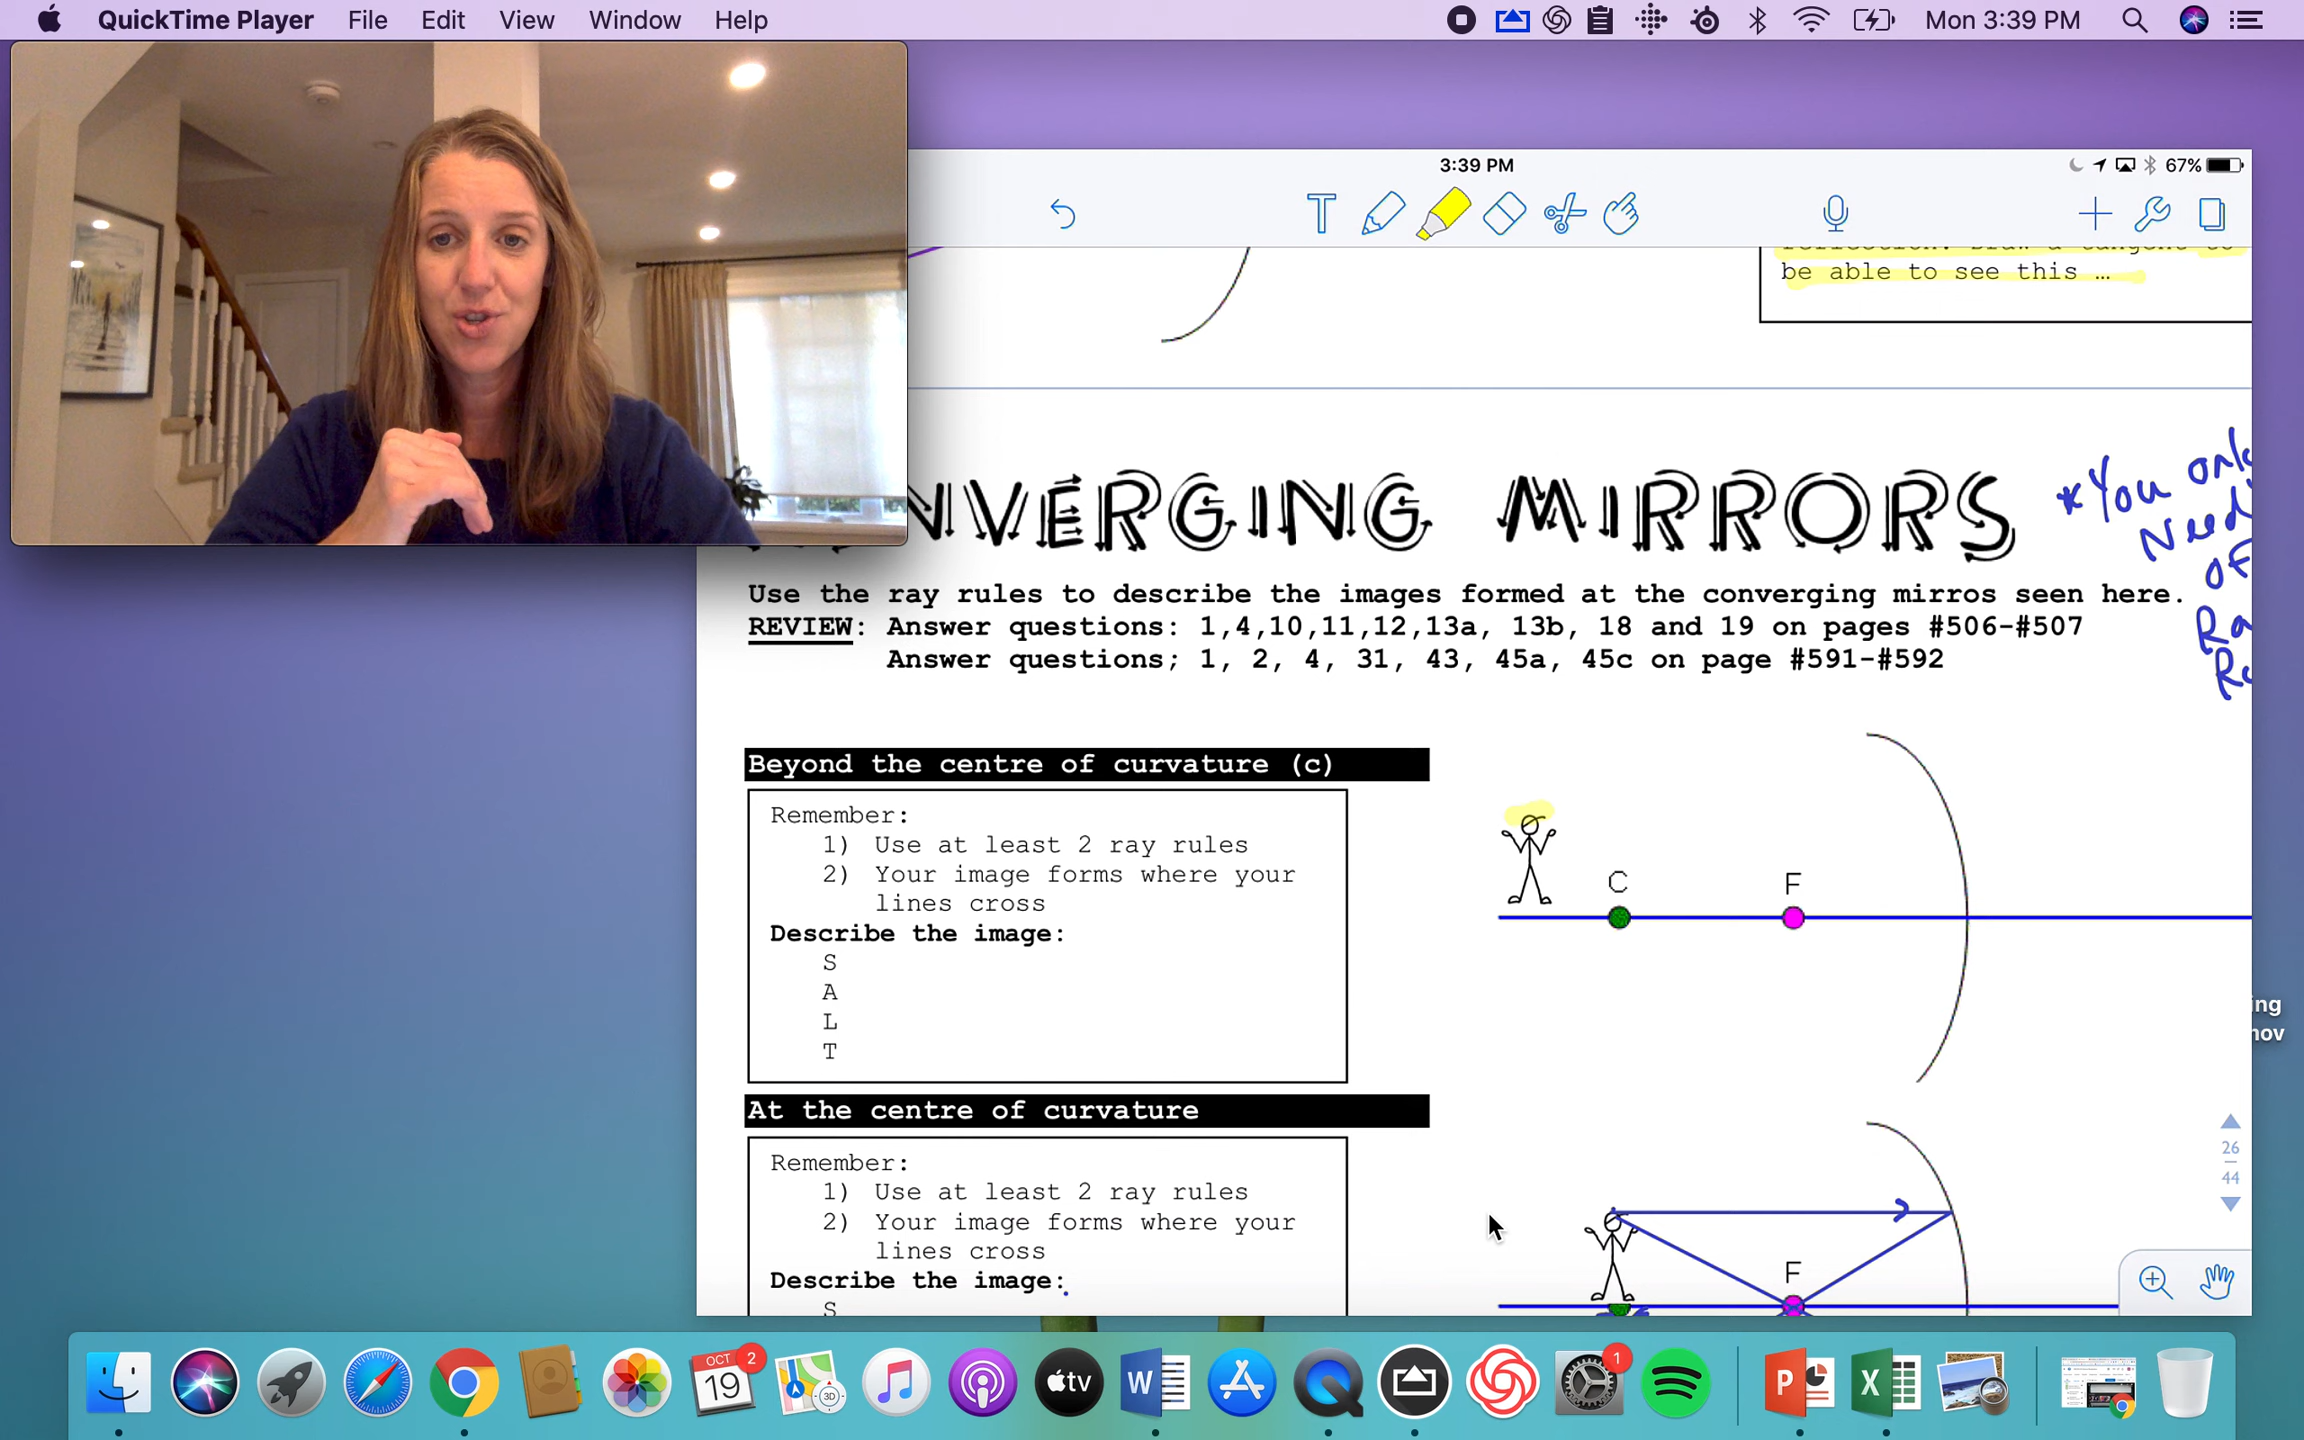 QuickTime Player File Edit View Window Help Mon 3:39 PM
3:39 PM 67%
T
be able to see this …
NVERGING MIRRORS
*You
Need
OF
Use the ray rules to describe the images formed at the converging mirros seen here.
REVIEW: Answer questions: 1,4,10,11,12,13a, 13b, 18 and 19 on pages #506-#507
Answer questions; 1, 2, 4, 31, 43, 45a, 45c on page #591-#592
Beyond the centre of curvature (c)
Remember:
1) Use at least 2 ray rules
2) Your image forms where your
lines cross
Describe the image:
S
A
L
T
C F
ing
mov
At the centre of curvature
Remember:
1) Use at least 2 ray rules
2) Your image forms where your
lines cross
Describe the image:
S
F
26
44
OCT 2
19
3D
tv
W
1
P
X